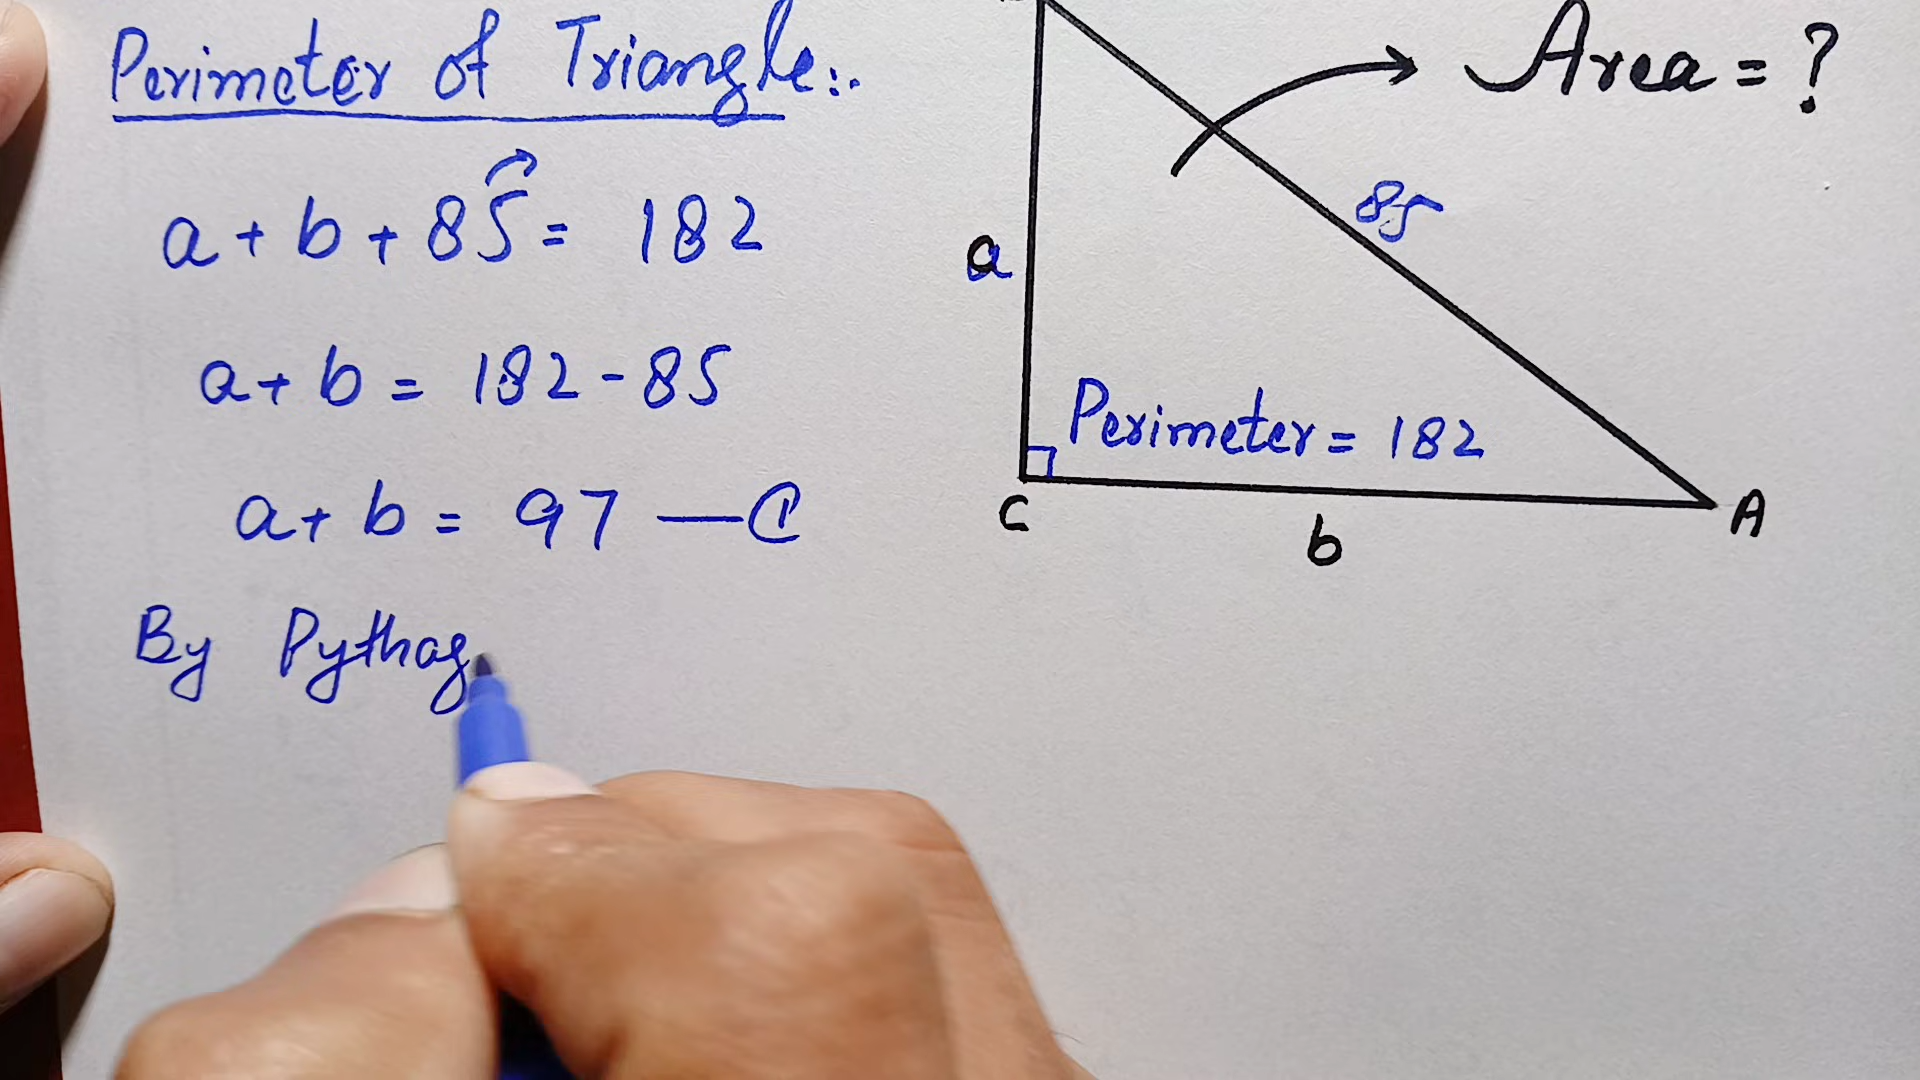 Perimeter of Triangle:.
a + b + 85 = 182
a + b = 182 - 85
a + b = 97 — ①
By Pythag
Area = ?
85
a
Perimeter = 182
C
A
b